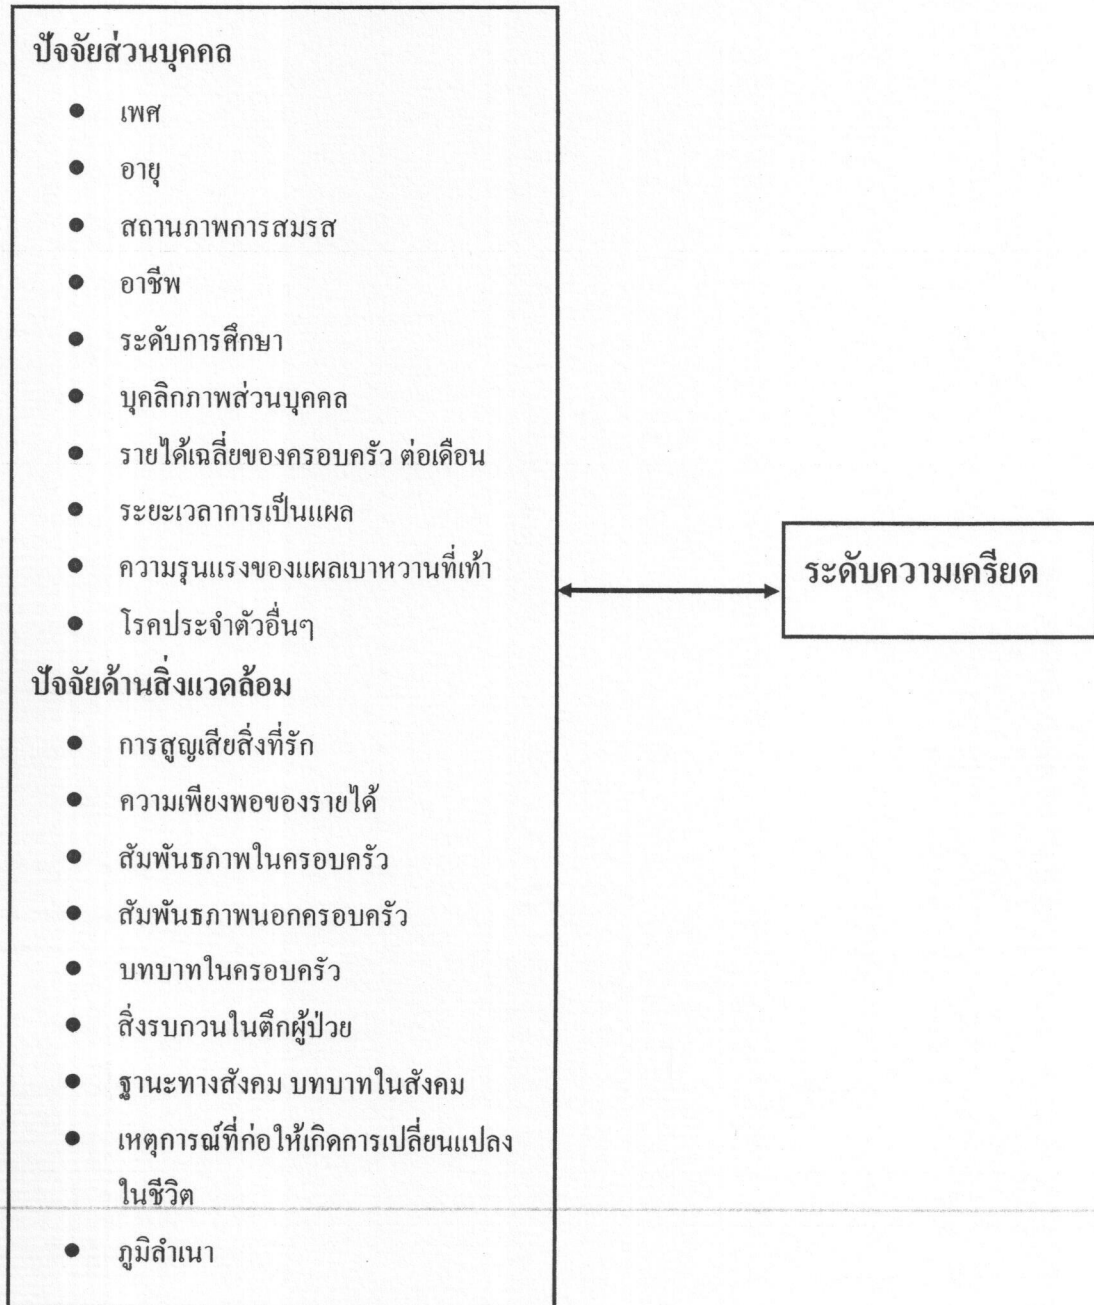 ปัจจัยส่วนบุคคล
● เพศ
● อายุ
● สถานภาพการสมรส
● อาชีพ
● ระดับการศึกษา
● บุคลิกภาพส่วนบุคคล
● รายได้เฉลี่ยของครอบครัว ต่อเดือน
● ระยะเวลาการเป็นแผล
● ความรุนแรงของแผลเบาหวานที่เท้า
● โรคประจำตัวอื่นๆ
ปัจจัยด้านสิ่งแวดล้อม
● การสูญเสียสิ่งที่รัก
● ความเพียงพอของรายได้
● สัมพันธภาพในครอบครัว
● สัมพันธภาพนอกครอบครัว
● บทบาทในครอบครัว
● สิ่งรบกวนในตึกผู้ป่วย
● ฐานะทางสังคม บทบาทในสังคม
● เหตุการณ์ที่ก่อให้เกิดการเปลี่ยนแปลง
ในชีวิต
● ภูมิลำเนา
ระดับความเครียด